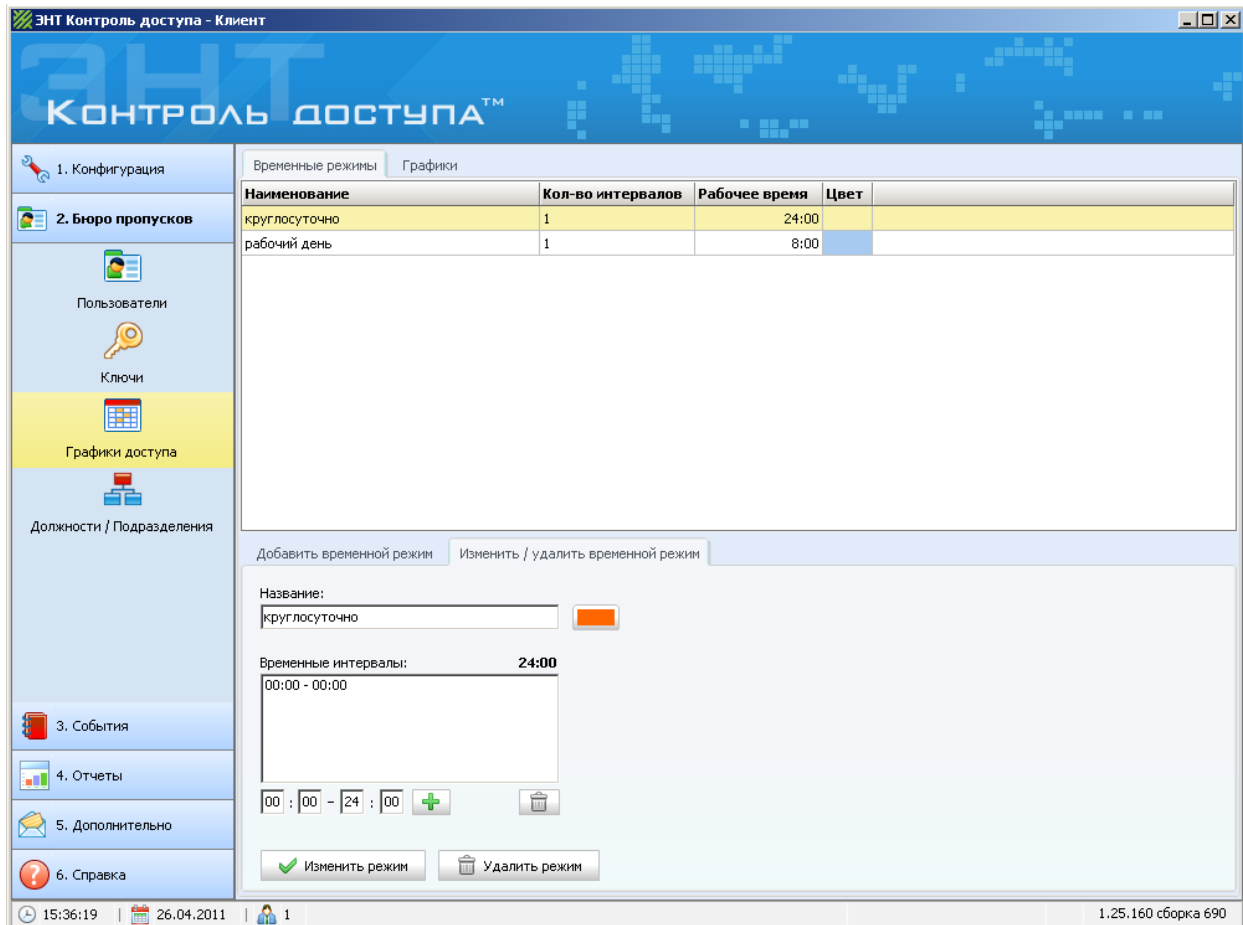 ЭНТ Контроль доступа - Клиент
ЭНТ
КОНТРОЛЬ ДОСТУПА™
1. Конфигурация
2. Бюро пропусков
Пользователи
Ключи
Графики доступа
Должности / Подразделения
3. События
4. Отчеты
5. Дополнительно
6. Справка
Временные режимы Графики
Наименование Кол-во интервалов Рабочее время Цвет
круглосуточно 1 24:00
рабочий день 1 8:00
Добавить временной режим Изменить / удалить временной режим
Название:
круглосуточно
Временные интервалы: 24:00
00:00 - 00:00
00 : 00 - 24 : 00
Изменить режим Удалить режим
15:36:19 | 26.04.2011 | 1 1.25.160 сборка 690